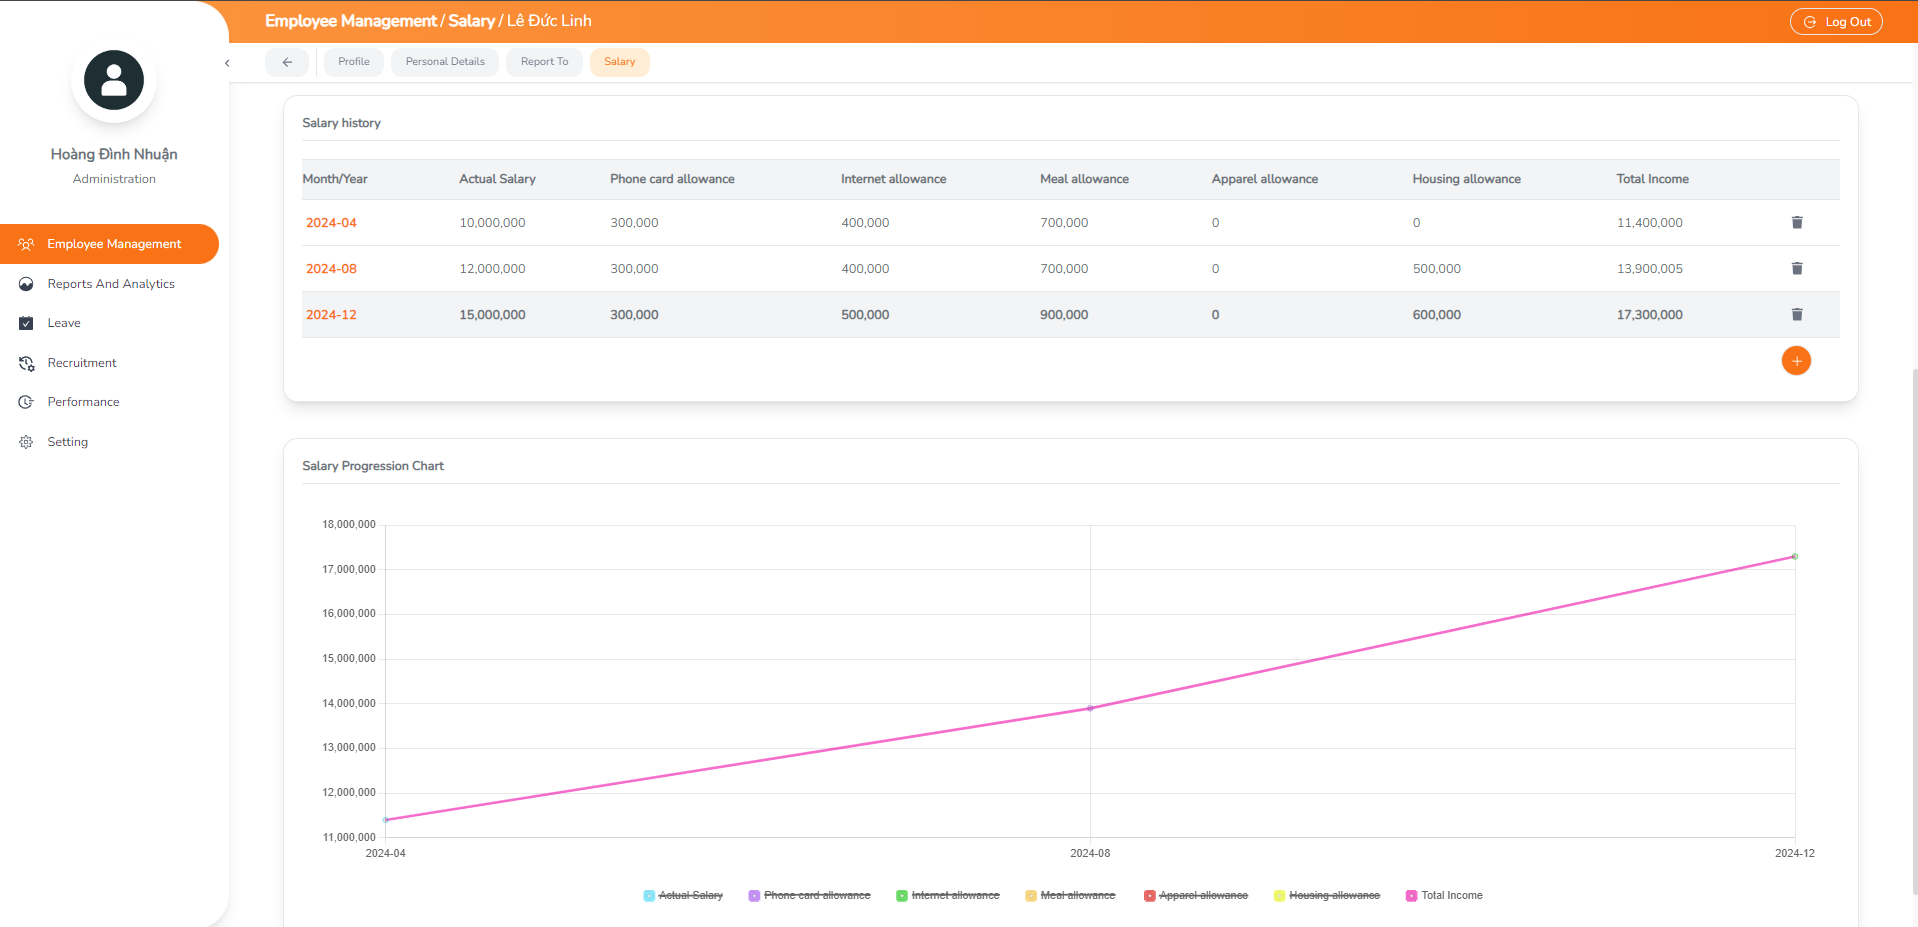 Employee Management / Salary / Lê Đức Linh
Log Out
Profile
Personal Details
Report To
Salary
Hoàng Đình Nhuận
Administration
Employee Management
Reports And Analytics
Leave
Recruitment
Performance
Setting
Salary history
Month/Year Actual Salary Phone card allowance Internet allowance Meal allowance Apparel allowance Housing allowance Total Income
2024-04 10,000,000 300,000 400,000 700,000 0 0 11,400,000
2024-08 12,000,000 300,000 400,000 700,000 0 500,000 13,900,005
2024-12 15,000,000 300,000 500,000 900,000 0 600,000 17,300,000
Salary Progression Chart
18,000,000
17,000,000
16,000,000
15,000,000
14,000,000
13,000,000
12,000,000
11,000,000
2024-04 2024-08 2024-12
Actual Salary Phone card allowance Internet allowance Meal allowance Apparel allowance Housing allowance Total Income